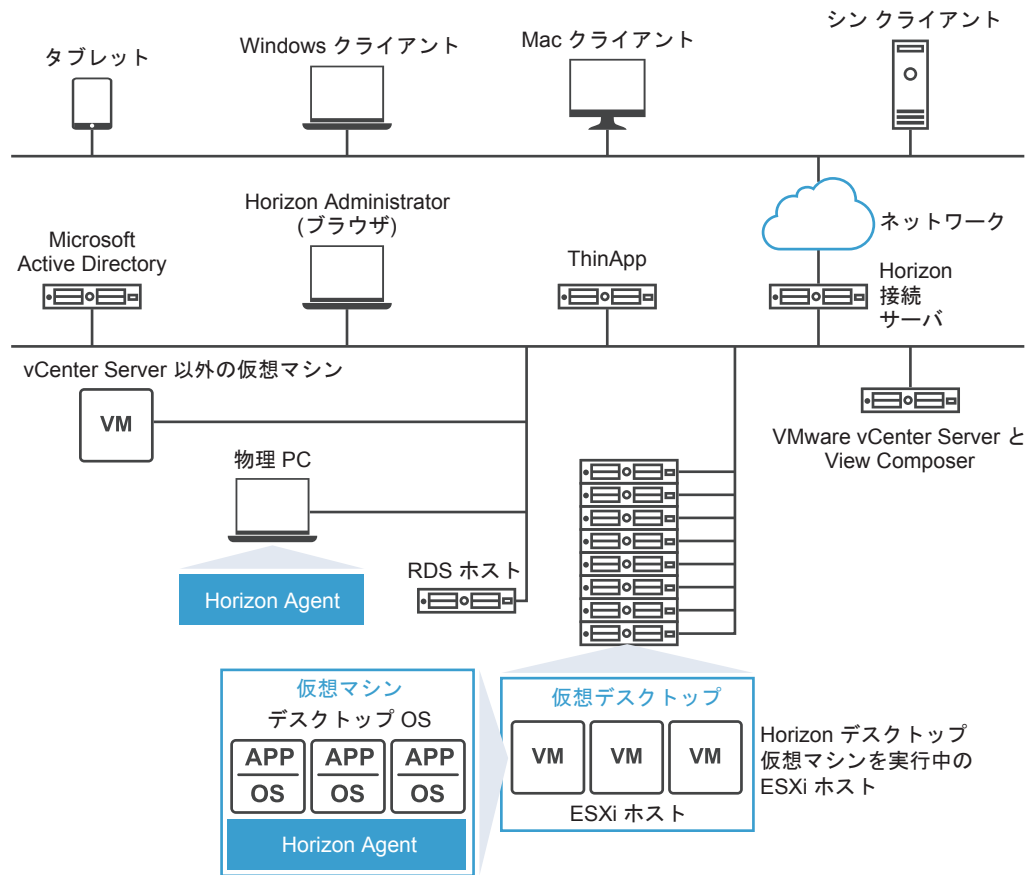 タブレット
Windows クライアント
Mac クライアント
シン クライアント
Microsoft
Active Directory
Horizon Administrator
(ブラウザ)
ThinApp
ネットワーク
Horizon
接続
サーバ
vCenter Server 以外の仮想マシン
VM
VMware vCenter Server と
View Composer
物理 PC
Horizon Agent
RDS ホスト
仮想マシン
デスクトップ OS
APP
OS
APP
OS
APP
OS
Horizon Agent
仮想デスクトップ
VM
VM
VM
ESXi ホスト
Horizon デスクトップ
仮想マシンを実行中の
ESXi ホスト